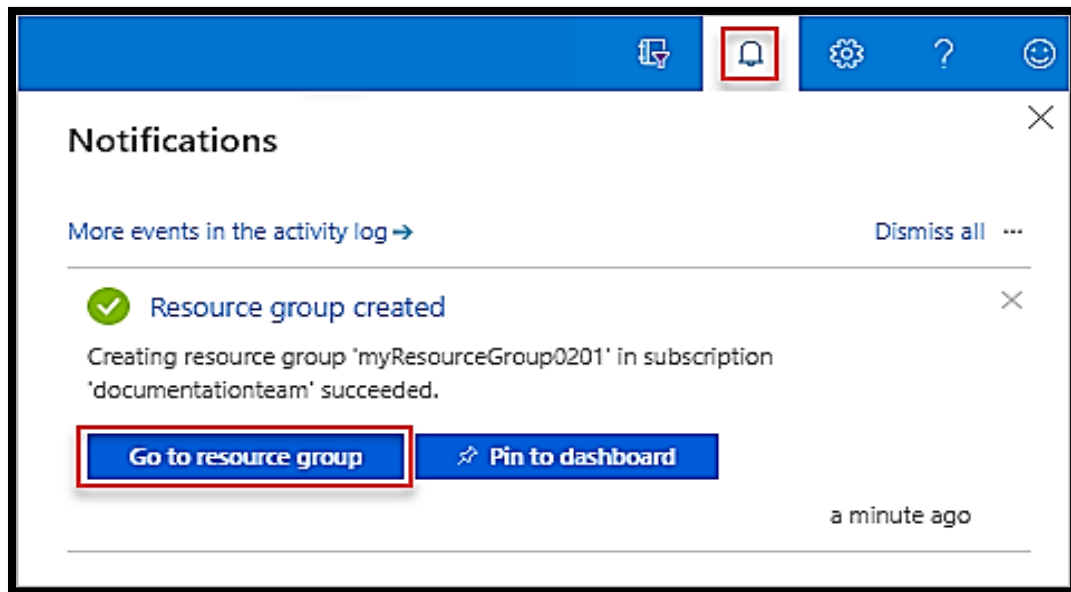 Notifications
More events in the activity log →
Dismiss all ...
Resource group created
Creating resource group 'myResourceGroup0201' in subscription
'documentationteam' succeeded.
Go to resource group
Pin to dashboard
a minute ago